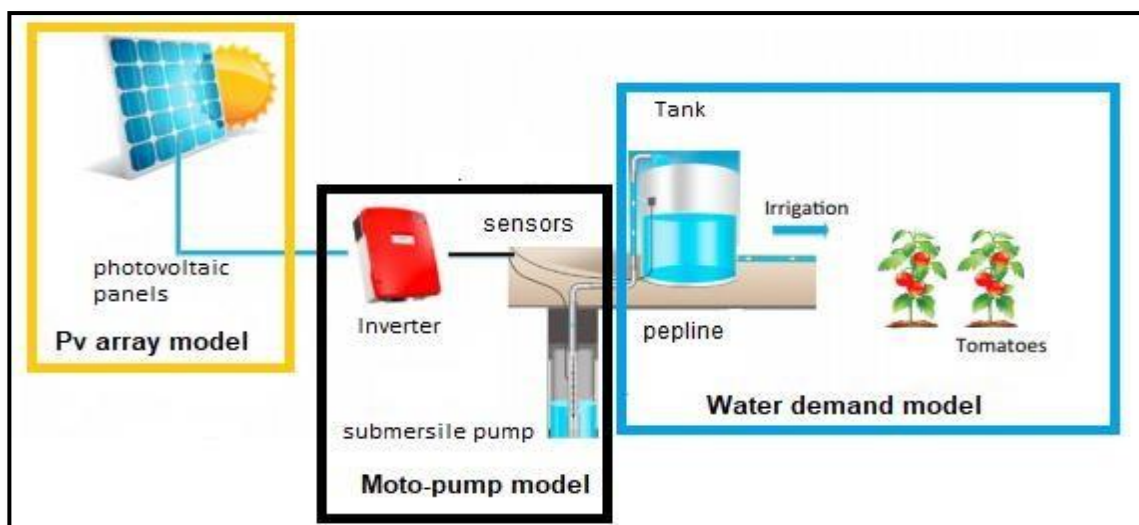 photovoltaic
panels
Pv array model
sensors
Inverter
submersile pump
Moto-pump model
Tank
Irrigation
pepline
Tomatoes
Water demand model